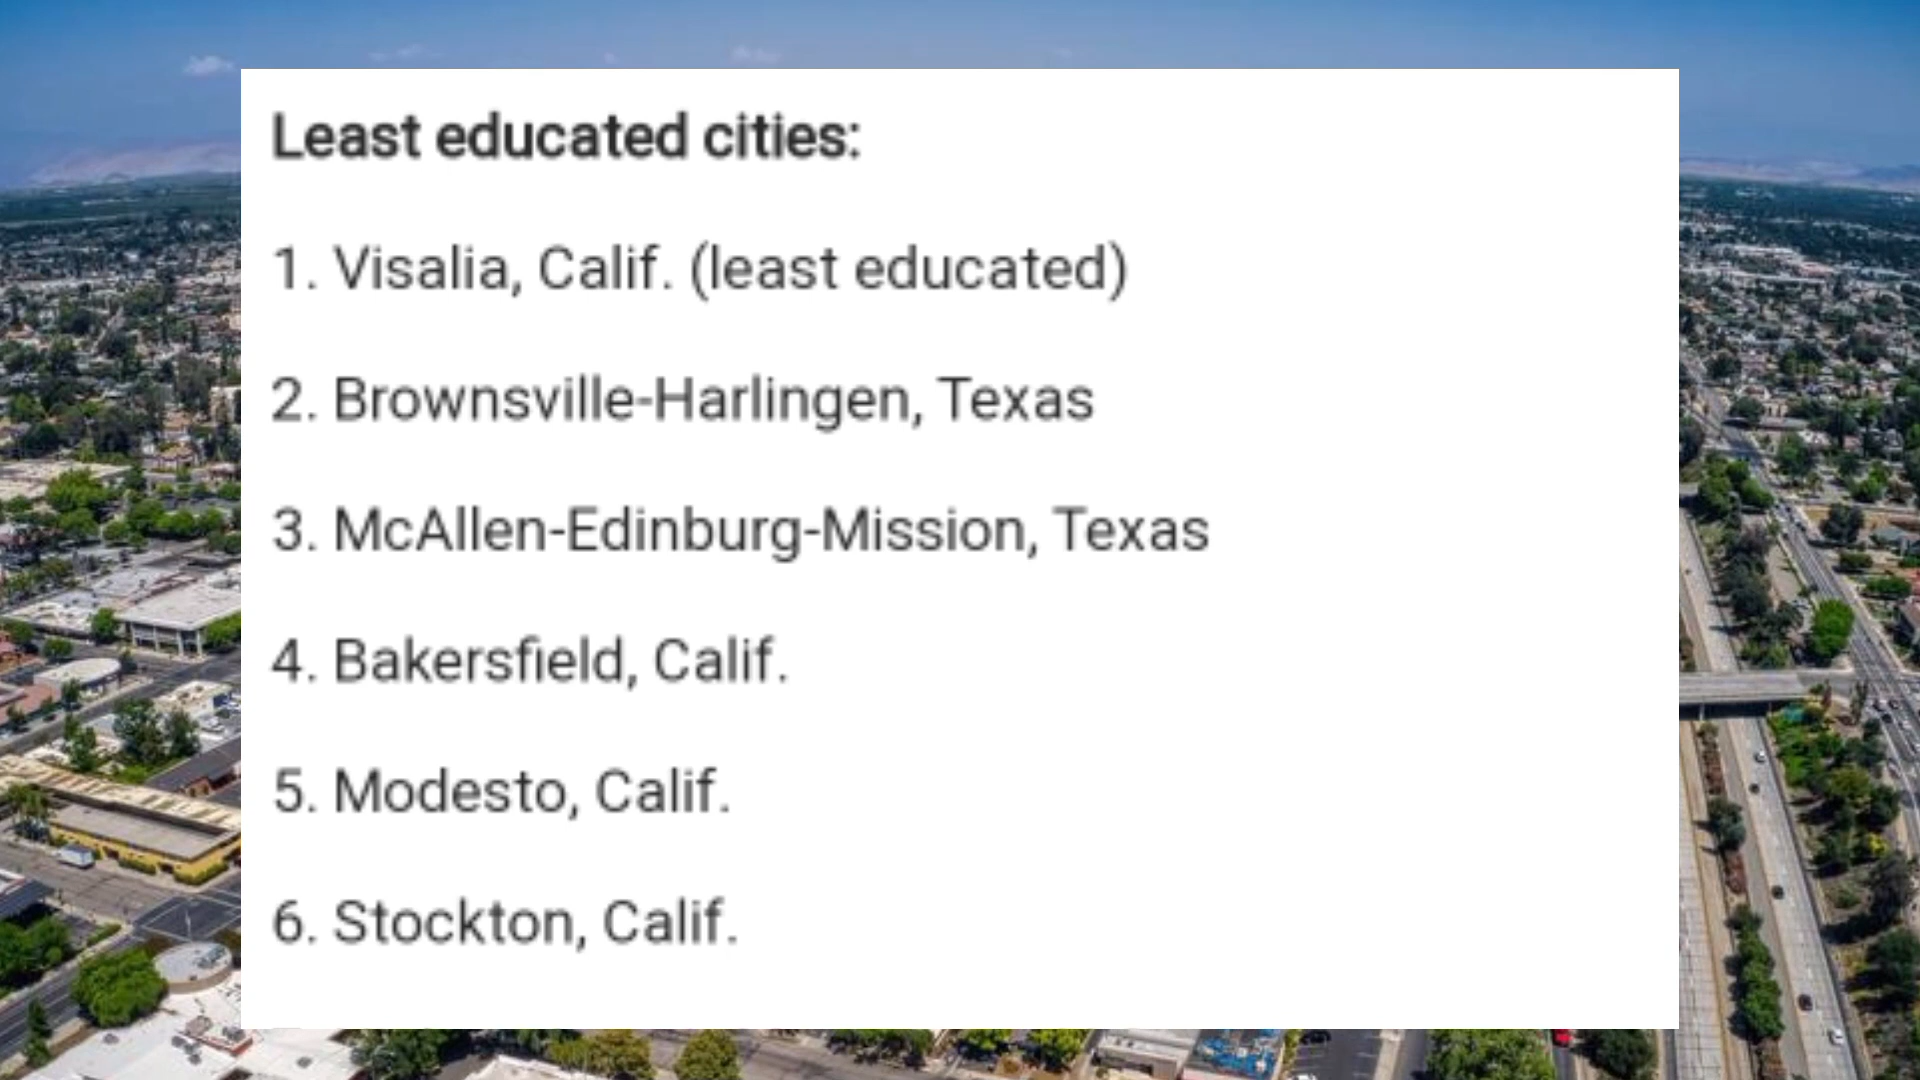 Least educated cities:
1. Visalia, Calif. (least educated)
2. Brownsville-Harlingen, Texas
3. McAllen-Edinburg-Mission, Texas
4. Bakersfield, Calif.
5. Modesto, Calif.
6. Stockton, Calif.